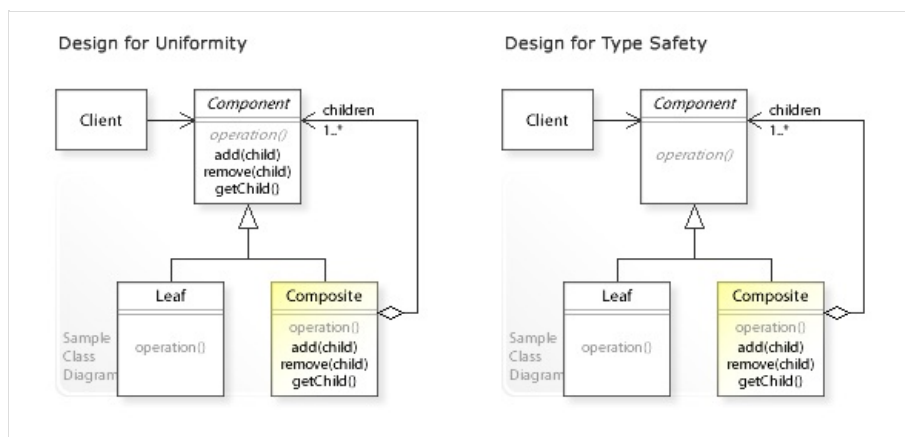 Design for Uniformity
Client
Component
operation()
add(child)
remove(child)
getChild()
children
1..*
Leaf
operation()
Composite
operation()
add(child)
remove(child)
getChild()
Sample
Class
Diagram
Design for Type Safety
Client
Component
operation()
children
1..*
Leaf
operation()
Composite
operation()
add(child)
remove(child)
getChild()
Sample
Class
Diagram